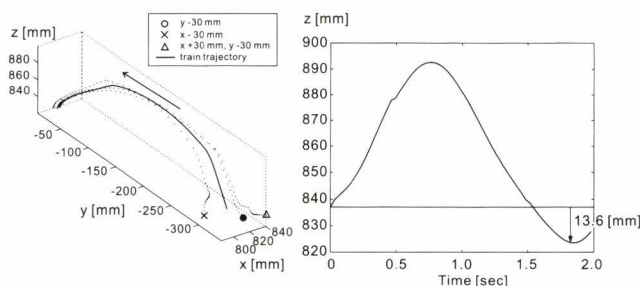 z [mm]
880
860
840
-50
-100
-150
-200
-250
-300
y [mm]
800
820
840
x [mm]
y -30 mm
x - 30 mm
x +30 mm, y -30 mm
train trajectory
z [mm]
900
890
880
870
860
850
840
830
820
0
0.5
1.0
1.5
2.0
Time [sec]
13.6 [mm]